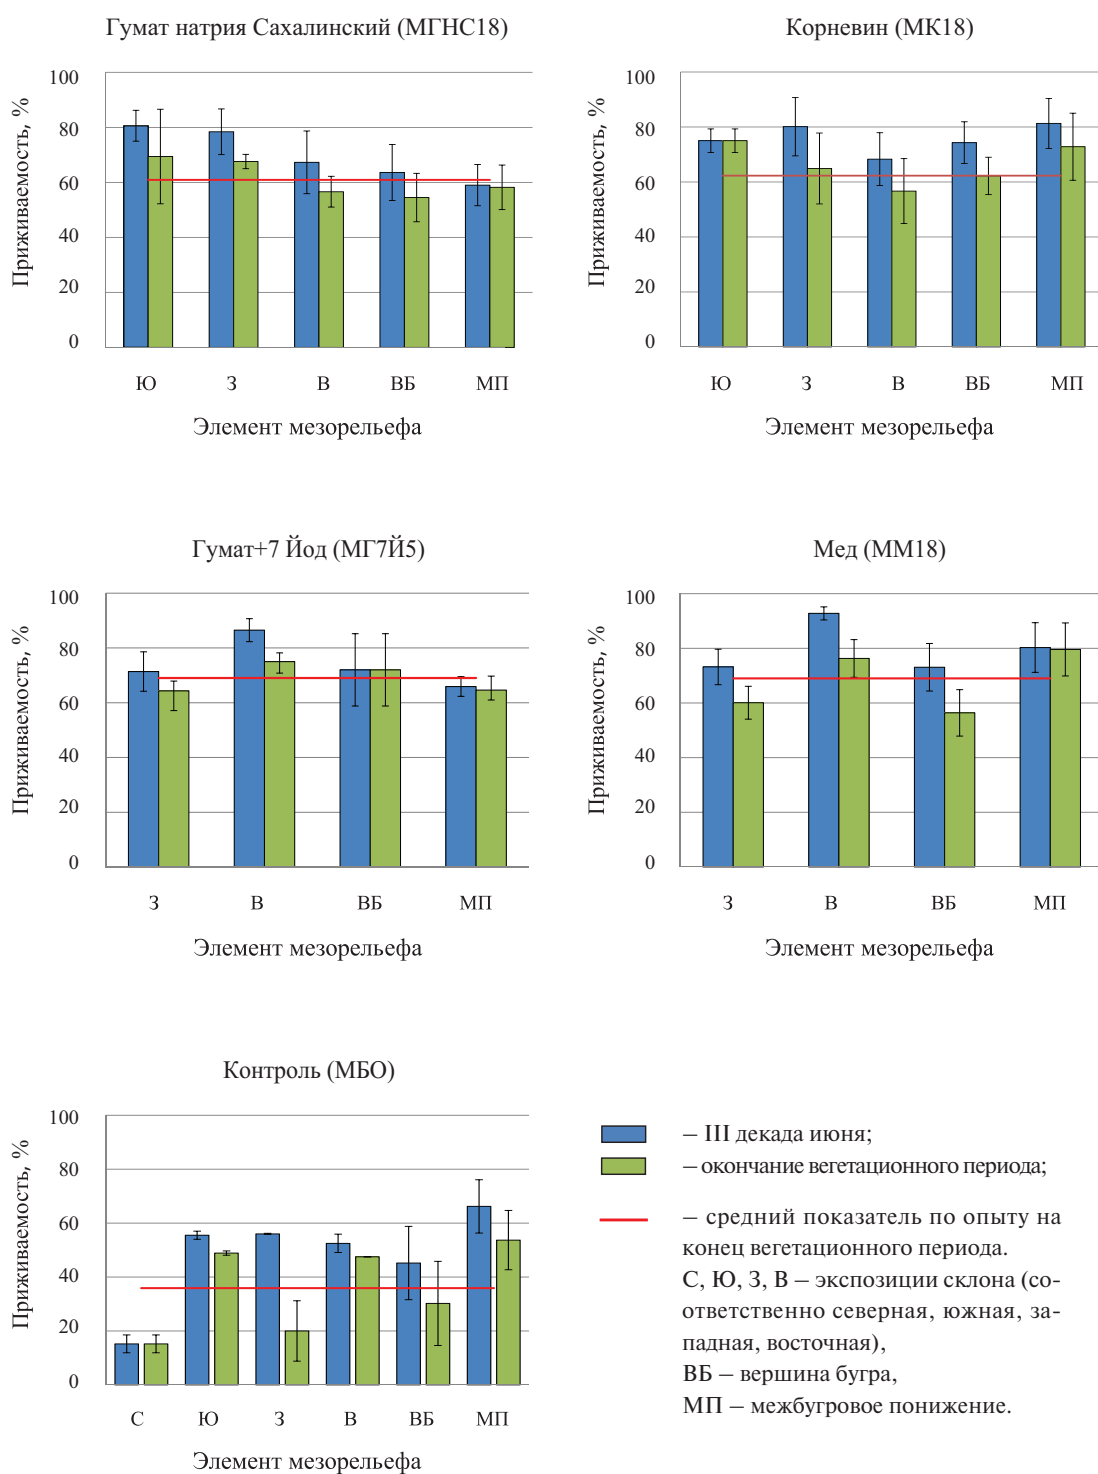 Гумат натрия Сахалинский (МГНС18)
Приживаемость, %
100
80
60
40
20
0
Ю З В ВБ МП
Элемент мезорельефа
Корневин (МК18)
Приживаемость, %
100
80
60
40
20
0
Ю З В ВБ МП
Элемент мезорельефа
Гумат+7 Йод (МГ7Й5)
Приживаемость, %
100
80
60
40
20
0
З В ВБ МП
Элемент мезорельефа
Мед (ММ18)
Приживаемость, %
100
80
60
40
20
0
З В ВБ МП
Элемент мезорельефа
Контроль (МБО)
Приживаемость, %
100
80
60
40
20
0
С Ю З В ВБ МП
Элемент мезорельефа
– III декада июня;
– окончание вегетационного периода;
– средний показатель по опыту на
конец вегетационного периода.
С, Ю, З, В – экспозиции склона (со-
ответственно северная, южная, за-
падная, восточная),
ВБ – вершина бугра,
МП – межбугровое понижение.